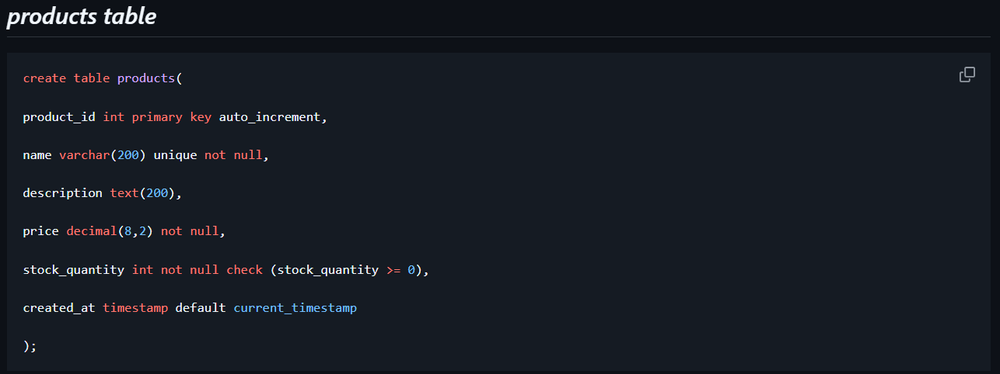 products table
create table products(
product_id int primary key auto_increment,
name varchar(200) unique not null,
description text(200),
price decimal(8,2) not null,
stock_quantity int not null check (stock_quantity >= 0),
created_at timestamp default current_timestamp
);